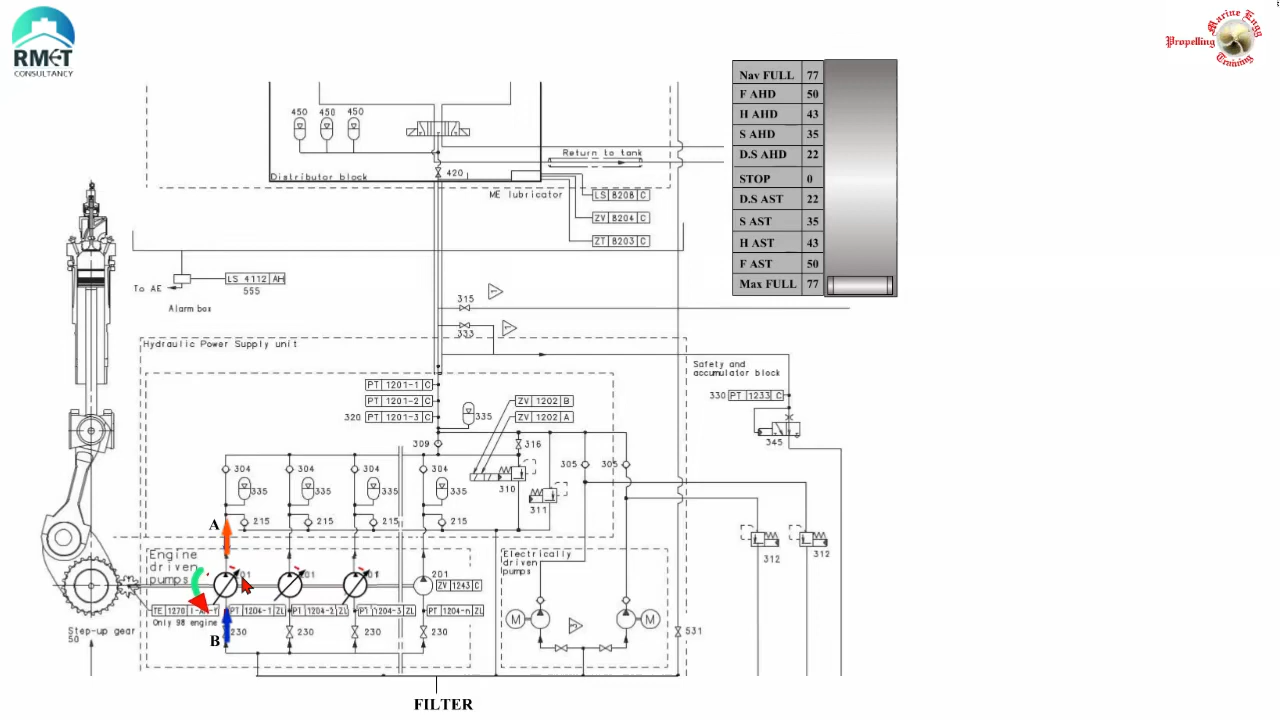 RMET
CONSULTANCY
Marine Engg
Propelling
Training
Nav FULL 77
F AHD 50
H AHD 43
S AHD 35
D.S AHD 22
STOP 0
D.S AST 22
S AST 35
H AST 43
F AST 50
Max FULL 77
450 450 450
Return to tank
Distributor block
420
ME lubricator
LS 8208 C
ZV 8204 C
ZT 8203 C
To AE
LS 4112 AH
555
Alarm box
315
333
Hydraulic Power Supply unit
Safety and
accumulator block
PT 1201-1 C
PT 1201-2 C
320 PT 1201-3 C
335
ZV 1202 B
ZV 1202 A
330 PT 1233 C
345
309
316
304 304 304 304
305 305
310
335 335 335 335
311
A
215 215 215 215
312 312
Engine
driven
pumps
Electrically
driven
pumps
201
ZV 1243 C
TE 1270
Only 98 engine
PT 1204-1 ZL
PT 1204-2 ZL
PT 1204-3 ZL
PT 1204-n ZL
M M
Step-up gear
50
B
230 230 230 230
531
FILTER